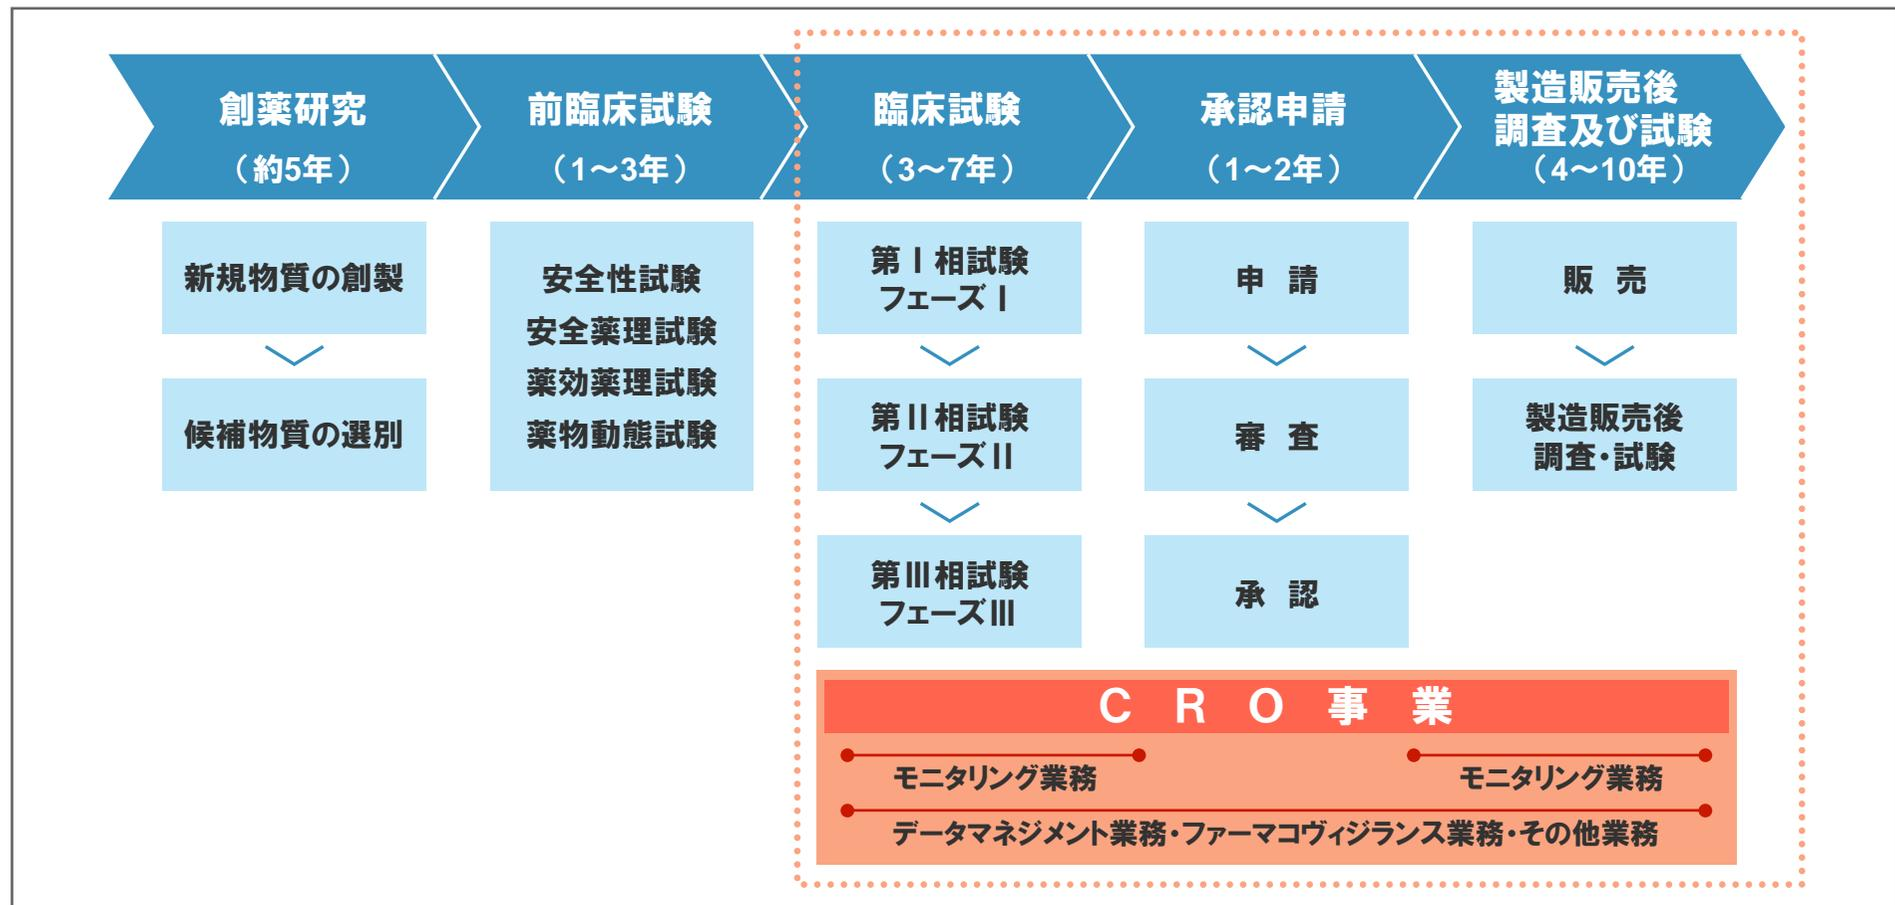 創薬研究
（約5年）
前臨床試験
（1〜3年）
臨床試験
（3〜7年）
承認申請
（1〜2年）
製造販売後
調査及び試験
（4〜10年）
新規物質の創製
候補物質の選別
安全性試験
安全薬理試験
薬効薬理試験
薬物動態試験
第Ⅰ相試験
フェーズⅠ
第Ⅱ相試験
フェーズⅡ
第Ⅲ相試験
フェーズⅢ
申 請
審 査
承 認
販 売
製造販売後
調査・試験
CRO事業
モニタリング業務
モニタリング業務
データマネジメント業務・ファーマコヴィジランス業務・その他業務